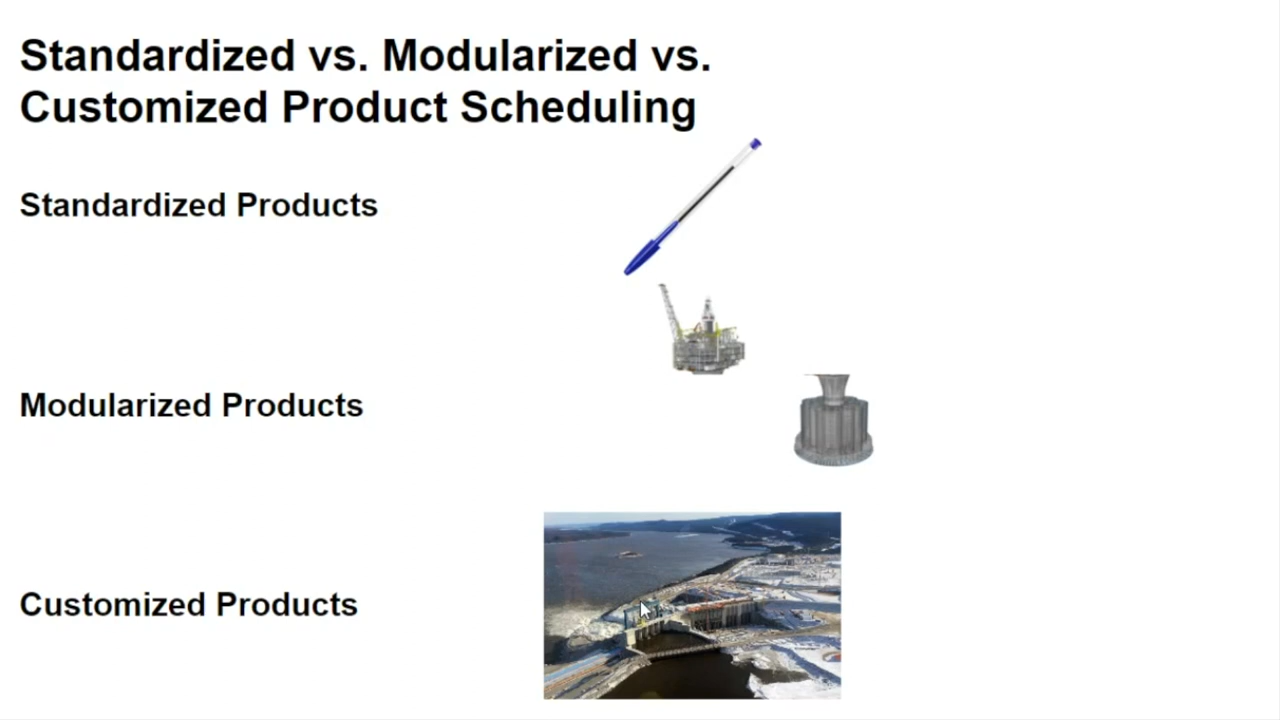 Standardized vs. Modularized vs.
Customized Product Scheduling
Standardized Products
Modularized Products
Customized Products